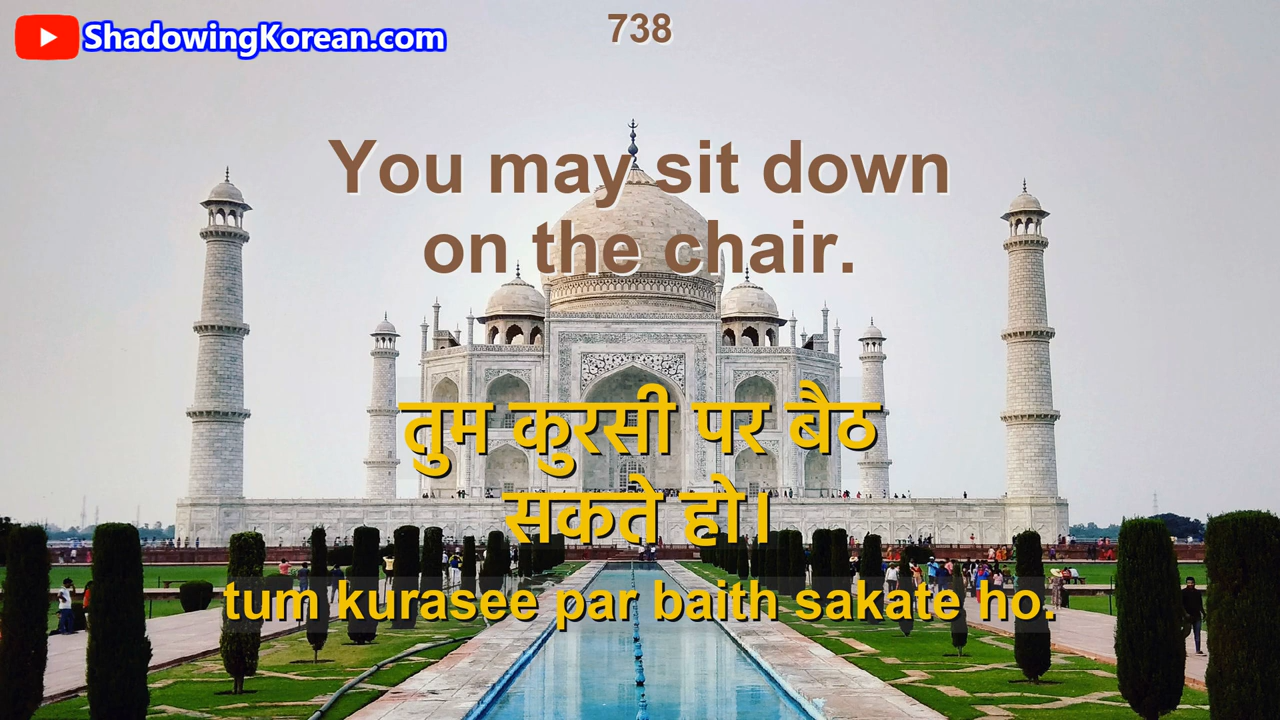 ShadowingKorean.com
738
You may sit down
on the chair.
तुम कुरसी पर बैठ
सकते हो।
tum kurasee par baith sakate ho.